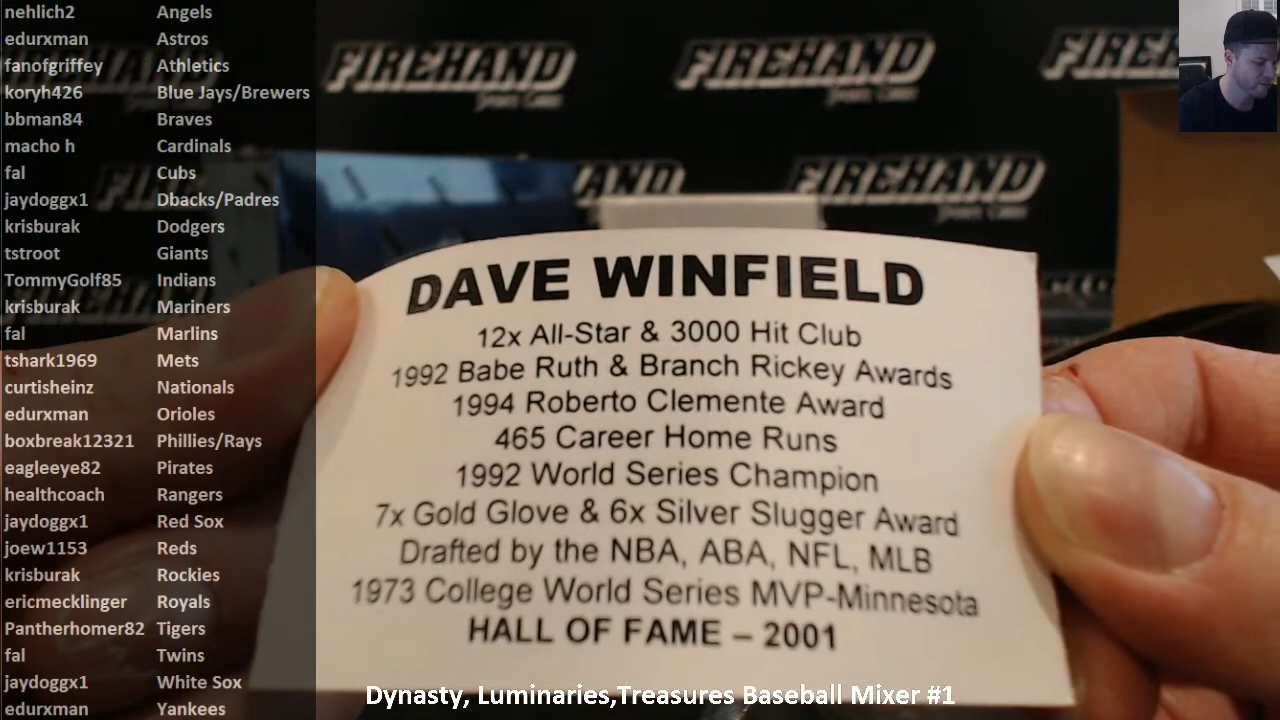 nehlich2 Angels
edurxman Astros
fanofgriffey Athletics
koryh426 Blue Jays/Brewers
bbman84 Braves
macho h Cardinals
fal Cubs
jaydoggx1 Dbacks/Padres
krisburak Dodgers
tstroot Giants
TommyGolf85 Indians
krisburak Mariners
fal Marlins
tshark1969 Mets
curtisheinz Nationals
edurxman Orioles
boxbreak12321 Phillies/Rays
eagleeye82 Pirates
healthcoach Rangers
jaydoggx1 Red Sox
joew1153 Reds
krisburak Rockies
ericmecklinger Royals
Pantherhomer82 Tigers
fal Twins
jaydoggx1 White Sox
edurxman Yankees
FIREHAND
FIREHAND
FIREHAND
DAVE WINFIELD
12x All-Star & 3000 Hit Club
1992 Babe Ruth & Branch Rickey Awards
1994 Roberto Clemente Award
465 Career Home Runs
1992 World Series Champion
7x Gold Glove & 6x Silver Slugger Award
Drafted by the NBA, ABA, NFL, MLB
1973 College World Series MVP-Minnesota
HALL OF FAME – 2001
Dynasty, Luminaries,Treasures Baseball Mixer #1